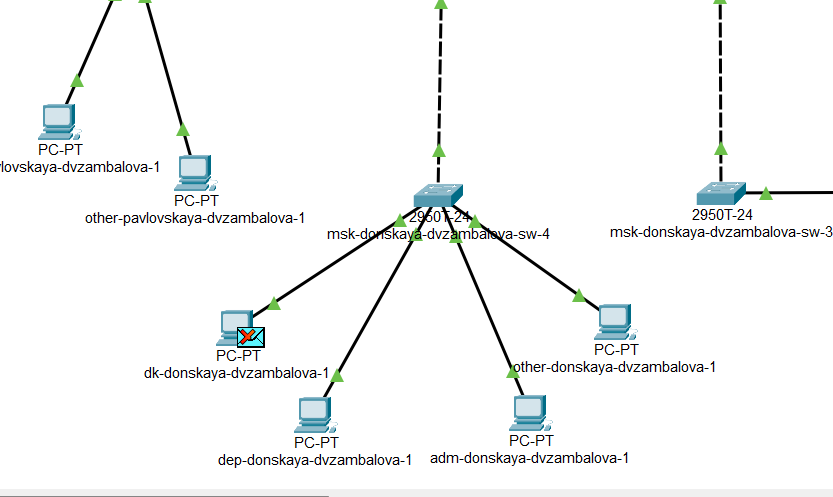 PC-PT
vlovskaya-dvzambalova-1
PC-PT
other-pavlovskaya-dvzambalova-1
2950T-24
msk-donskaya-dvzambalova-sw-4
2950T-24
msk-donskaya-dvzambalova-sw-3
PC-PT
dk-donskaya-dvzambalova-1
PC-PT
other-donskaya-dvzambalova-1
PC-PT
dep-donskaya-dvzambalova-1
PC-PT
adm-donskaya-dvzambalova-1